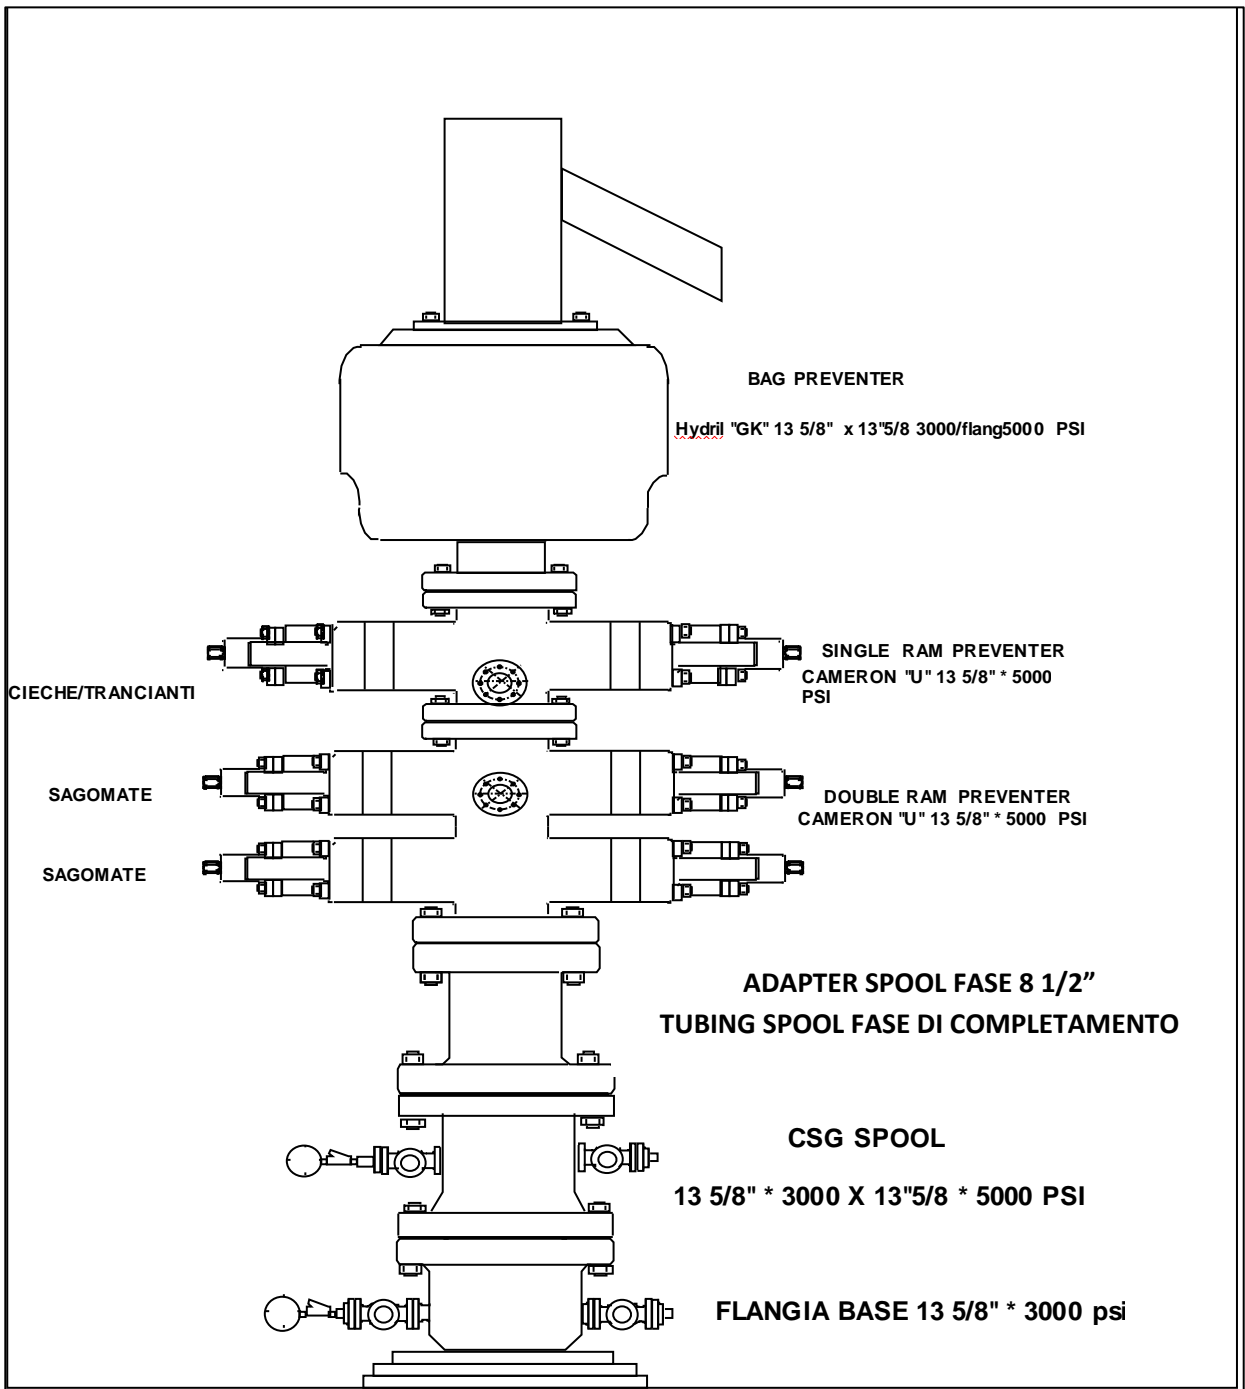 BAG PREVENTER
Hydril "GK" 13 5/8" x 13"5/8 3000/flang5000 PSI
SINGLE RAM PREVENTER
CAMERON "U" 13 5/8" * 5000
PSI
CIECHE/TRANCIANTI
SAGOMATE
DOUBLE RAM PREVENTER
CAMERON "U" 13 5/8" * 5000 PSI
SAGOMATE
ADAPTER SPOOL FASE 8 1/2”
TUBING SPOOL FASE DI COMPLETAMENTO
CSG SPOOL
13 5/8" * 3000 X 13"5/8 * 5000 PSI
FLANGIA BASE 13 5/8" * 3000 psi